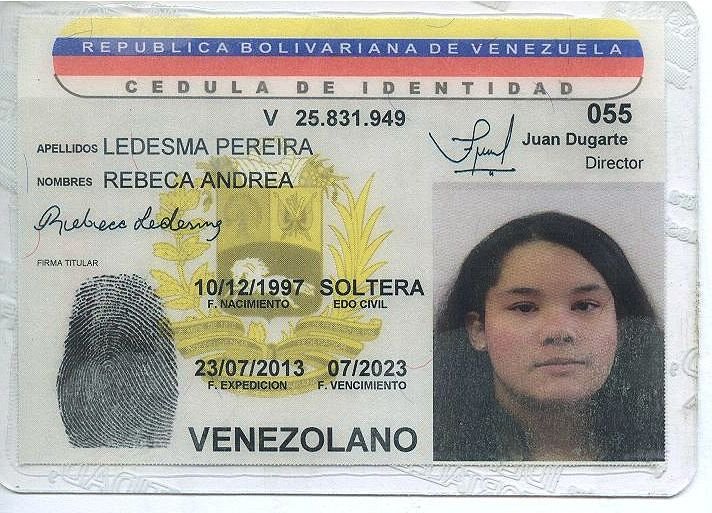 REPUBLICA BOLIVARIANA DE VENEZUELA
CEDULA DE IDENTIDAD
V 25.831.949
055
APELLIDOS LEDESMA PEREIRA
Juan Dugarte
Director
NOMBRES REBECA ANDREA
Rebeca Ledesma
FIRMA TITULAR
10/12/1997 SOLTERA
F. NACIMIENTO EDO CIVIL
23/07/2013 07/2023
F. EXPEDICION F. VENCIMIENTO
VENEZOLANO